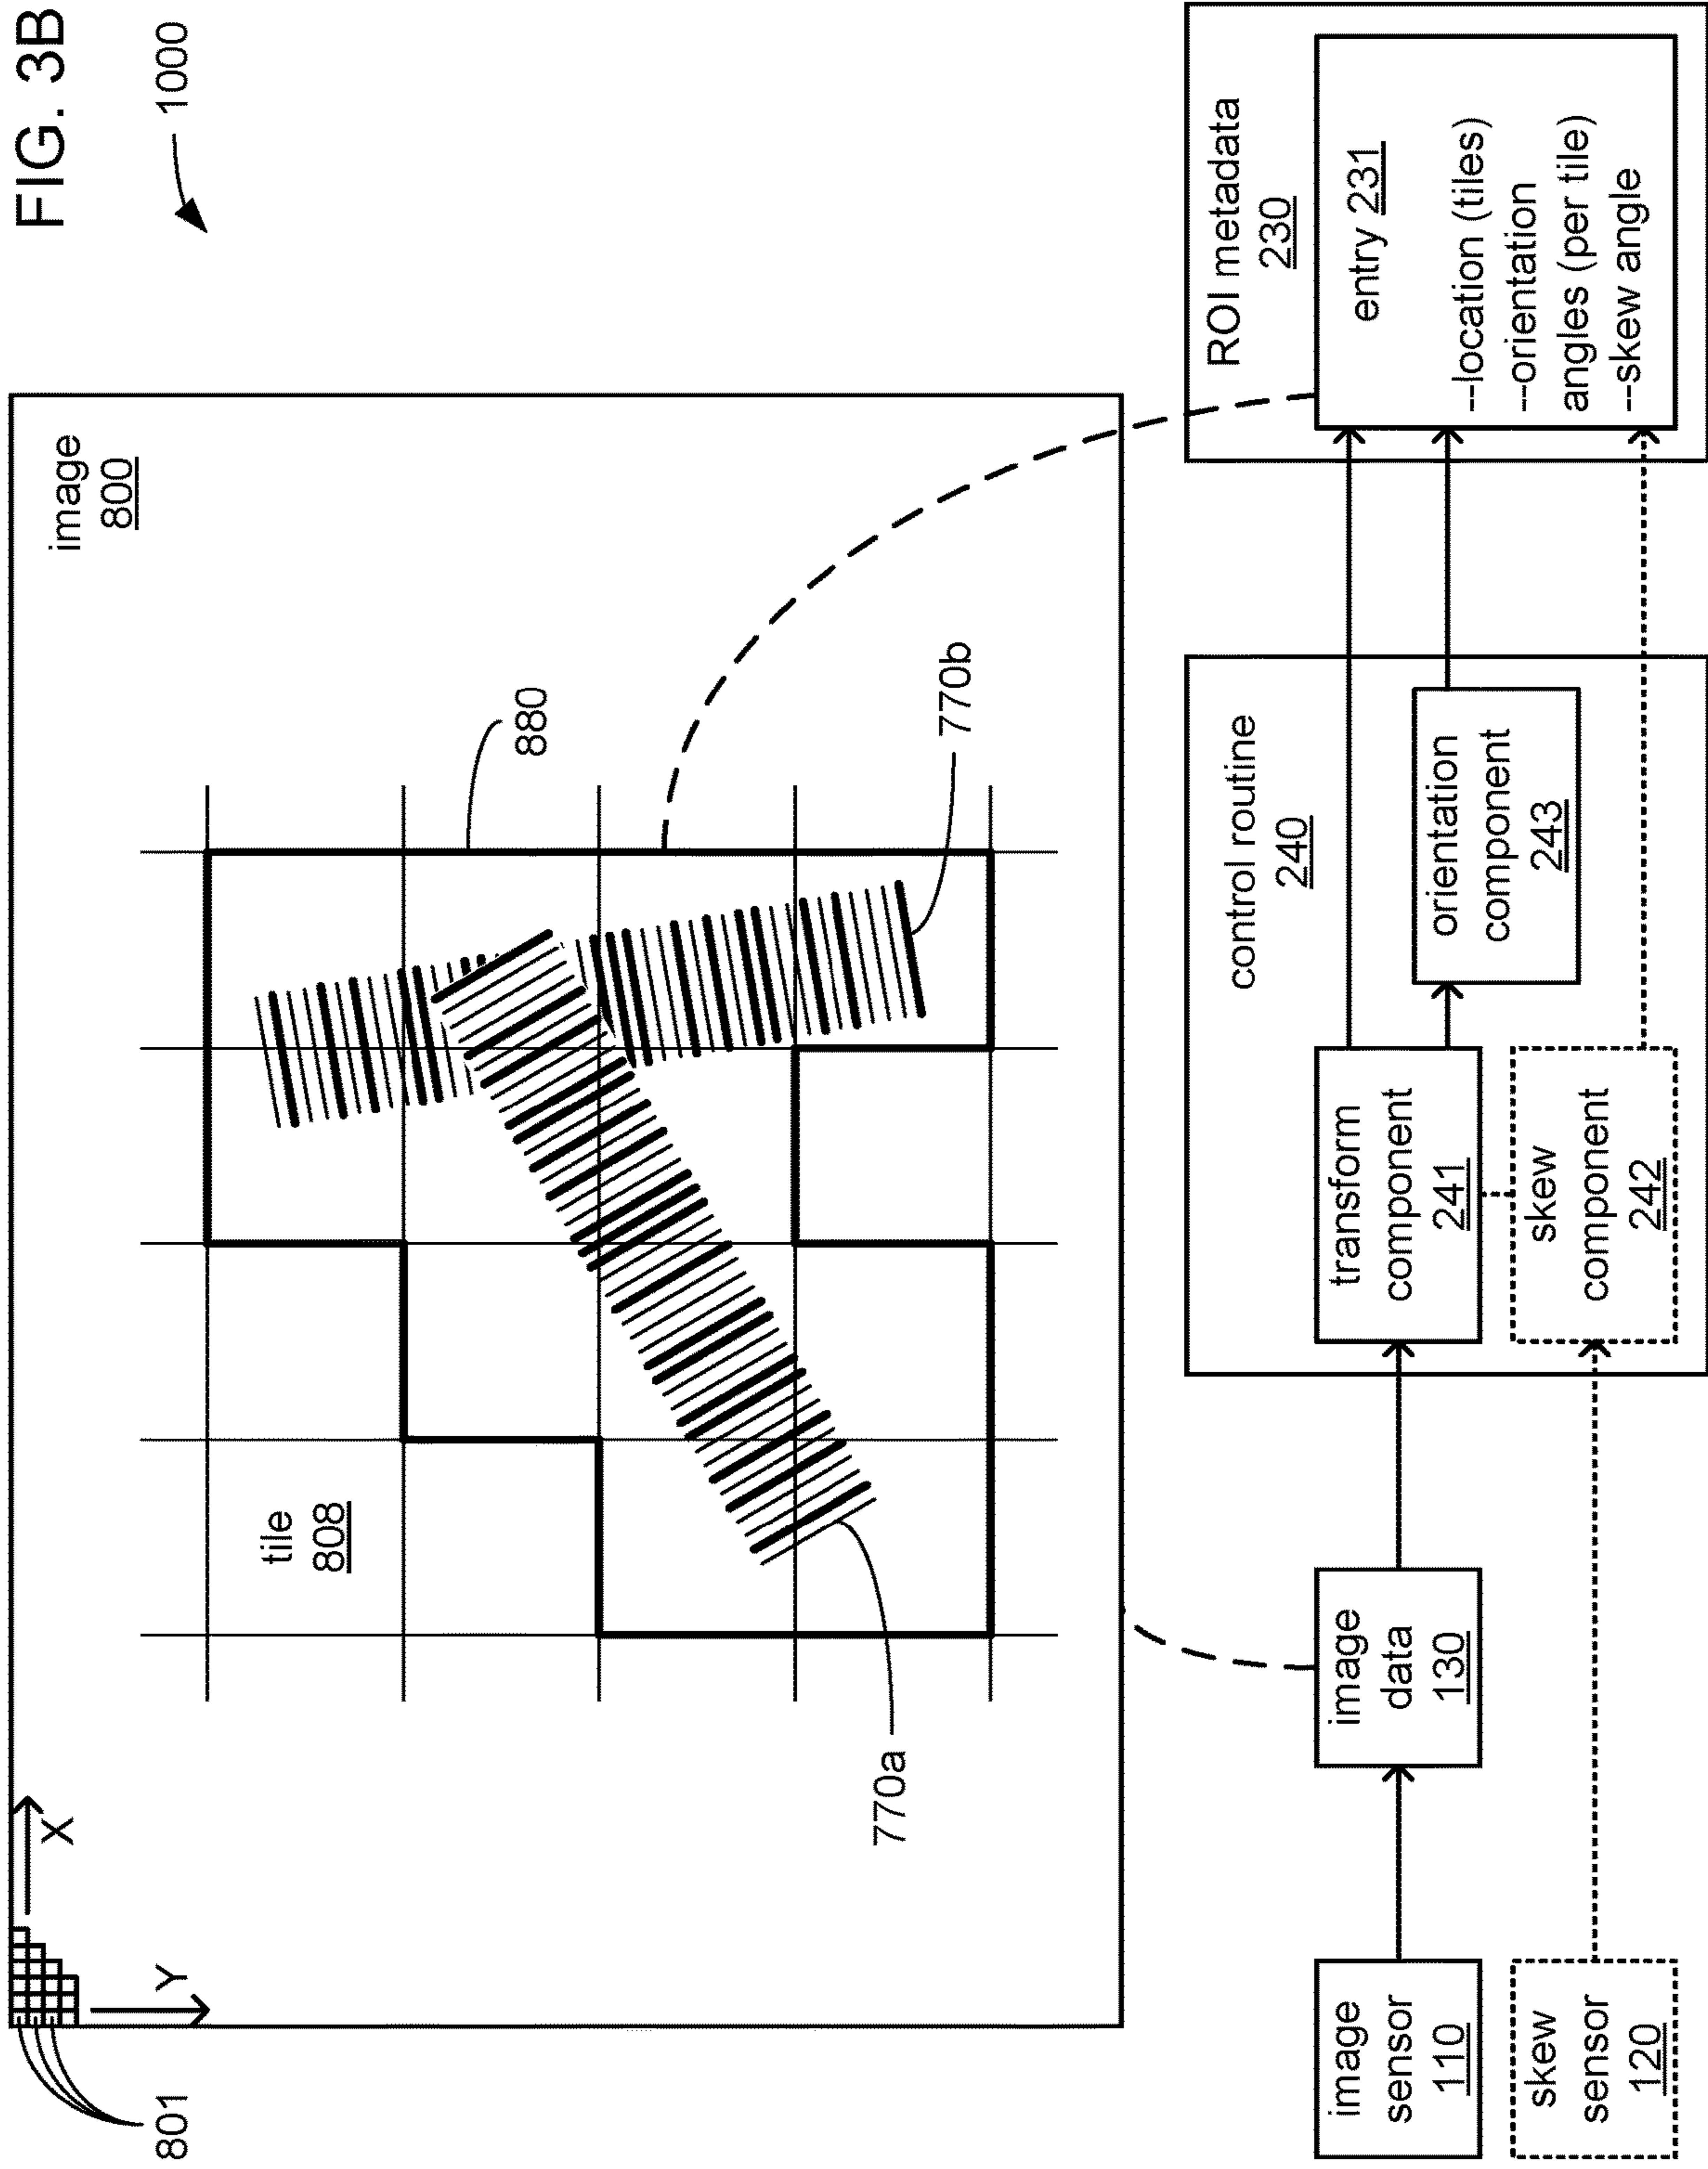 FIG. 3B
1000
801
X
Y
image
800
tile
808
880
770a
770b
image
sensor
110
skew
sensor
120
image
data
130
control routine
240
transform
component
241
skew
component
242
orientation
component
243
ROI metadata
230
entry 231
--location (tiles)
--orientation
angles (per tile)
--skew angle